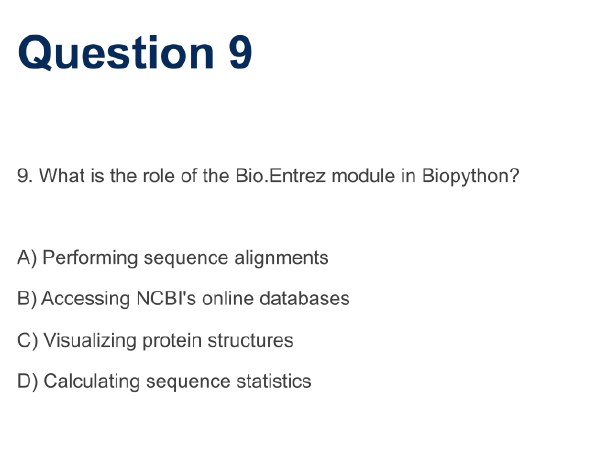 Question 9
9. What is the role of the Bio.Entrez module in Biopython?
A) Performing sequence alignments
B) Accessing NCBI's online databases
C) Visualizing protein structures
D) Calculating sequence statistics